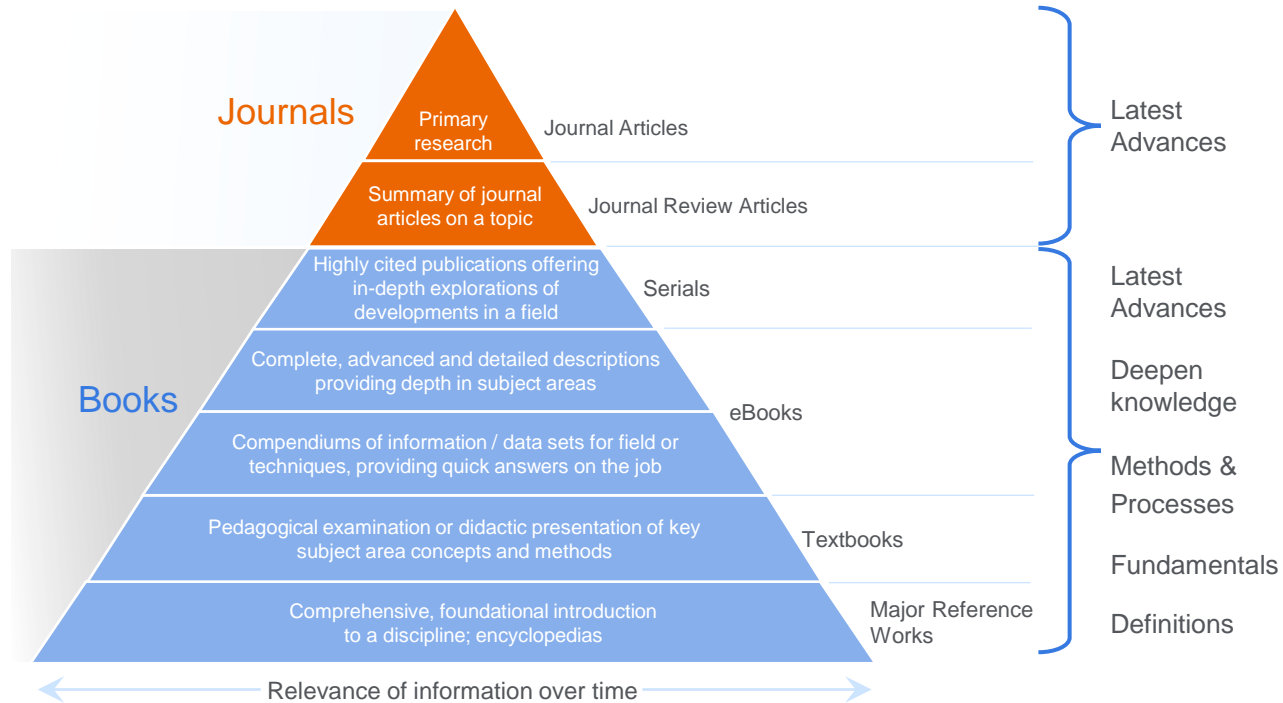 Journals
Primary
research
Journal Articles
Latest
Advances
Summary of journal
articles on a topic
Journal Review Articles
Books
Highly cited publications offering
in-depth explorations of
developments in a field
Serials
Latest
Advances
Complete, advanced and detailed descriptions
providing depth in subject areas
eBooks
Deepen
knowledge
Compendiums of information / data sets for field or
techniques, providing quick answers on the job
Methods &
Processes
Pedagogical examination or didactic presentation of key
subject area concepts and methods
Textbooks
Fundamentals
Comprehensive, foundational introduction
to a discipline; encyclopedias
Major Reference
Works
Definitions
Relevance of information over time